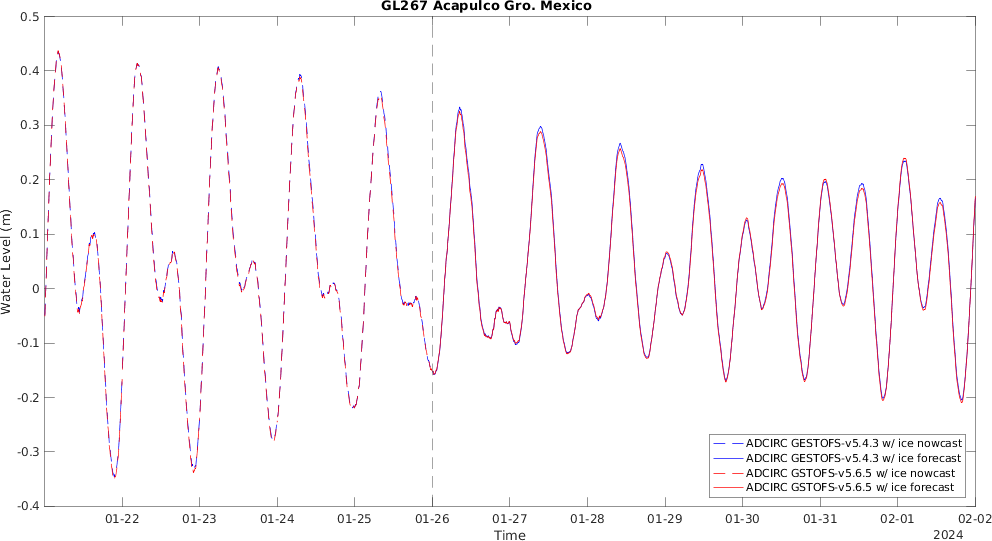 GL267 Acapulco Gro. Mexico
Water Level (m)
0.5
0.4
0.3
0.2
0.1
0
-0.1
-0.2
-0.3
-0.4
ADCIRC GESTOFS-v5.4.3 w/ ice nowcast
ADCIRC GESTOFS-v5.4.3 w/ ice forecast
ADCIRC GSTOFS-v5.6.5 w/ ice nowcast
ADCIRC GSTOFS-v5.6.5 w/ ice forecast
01-22 01-23 01-24 01-25 01-26 01-27 01-28 01-29 01-30 01-31 02-01 02-02
Time
2024